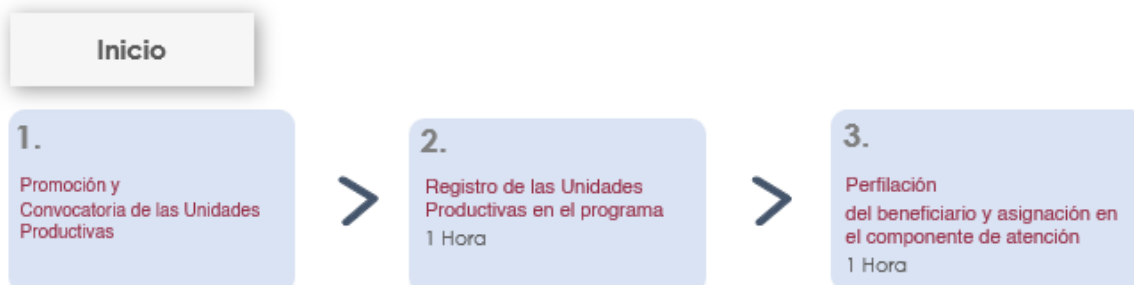 Inicio
1.
Promoción y
Convocatoria de las Unidades
Productivas
2.
Registro de las Unidades
Productivas en el programa
1 Hora
3.
Perfilación
del beneficiario y asignación en
el componente de atención
1 Hora